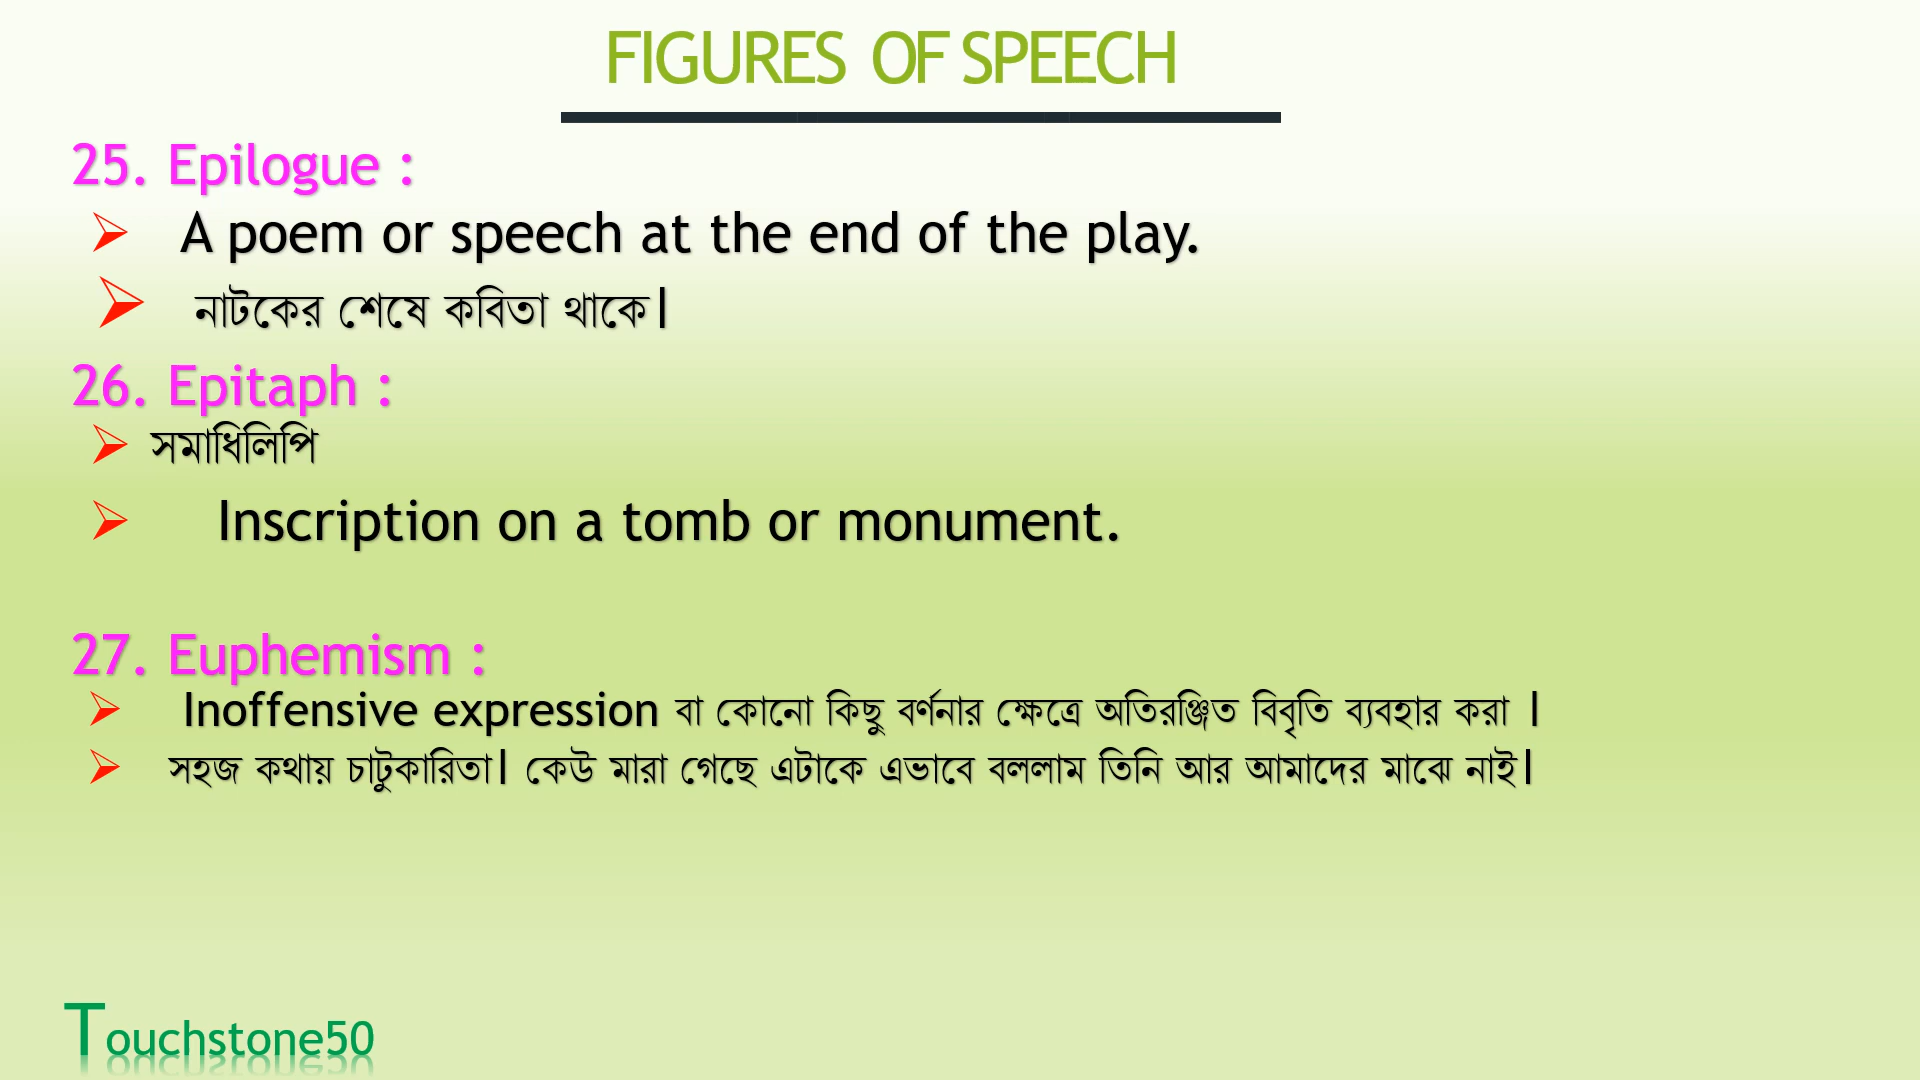 FIGURES OF SPEECH
25. Epilogue :
➢ A poem or speech at the end of the play.
➢ নাটকের শেষে কবিতা থাকে।
26. Epitaph :
➢ সমাধিলিপি
➢ Inscription on a tomb or monument.
27. Euphemism :
➢ Inoffensive expression বা কোনো কিছু বর্ণনার ক্ষেত্রে অতিরঞ্জিত বিবৃতি ব্যবহার করা ।
➢ সহজ কথায় চাটুকারিতা। কেউ মারা গেছে এটাকে এভাবে বললাম তিনি আর আমাদের মাঝে নাই।
Touchstone50